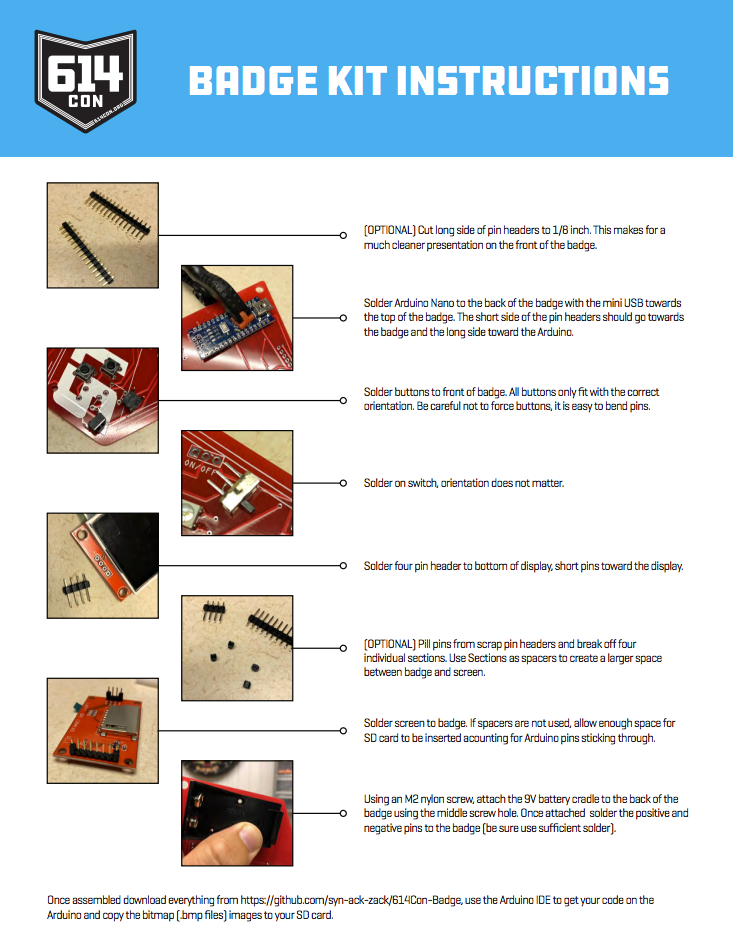 614
CON
614CON.ORG
BADGE KIT INSTRUCTIONS
(OPTIONAL) Cut long side of pin headers to 1/8 inch. This makes for a
much cleaner presentation on the front of the badge.
Solder Arduino Nano to the back of the badge with the mini USB towards
the top of the badge. The short side of the pin headers should go towards
the badge and the long side toward the Arduino.
Solder buttons to front of badge. All buttons only fit with the correct
orientation. Be careful not to force buttons, it is easy to bend pins.
ON/OFF
Solder on switch, orientation does not matter.
Solder four pin header to bottom of display, short pins toward the display.
(OPTIONAL) Pill pins from scrap pin headers and break off four
individual sections. Use Sections as spacers to create a larger space
between badge and screen.
Solder screen to badge. If spacers are not used, allow enough space for
SD card to be inserted acounting for Arduino pins sticking through.
Using an M2 nylon screw, attach the 9V battery cradle to the back of the
badge using the middle screw hole. Once attached solder the positive and
negative pins to the badge (be sure use sufficient solder).
Once assembled download everything from https://github.com/syn-ack-zack/614Con-Badge, use the Arduino IDE to get your code on the
Arduino and copy the bitmap (.bmp files) images to your SD card.